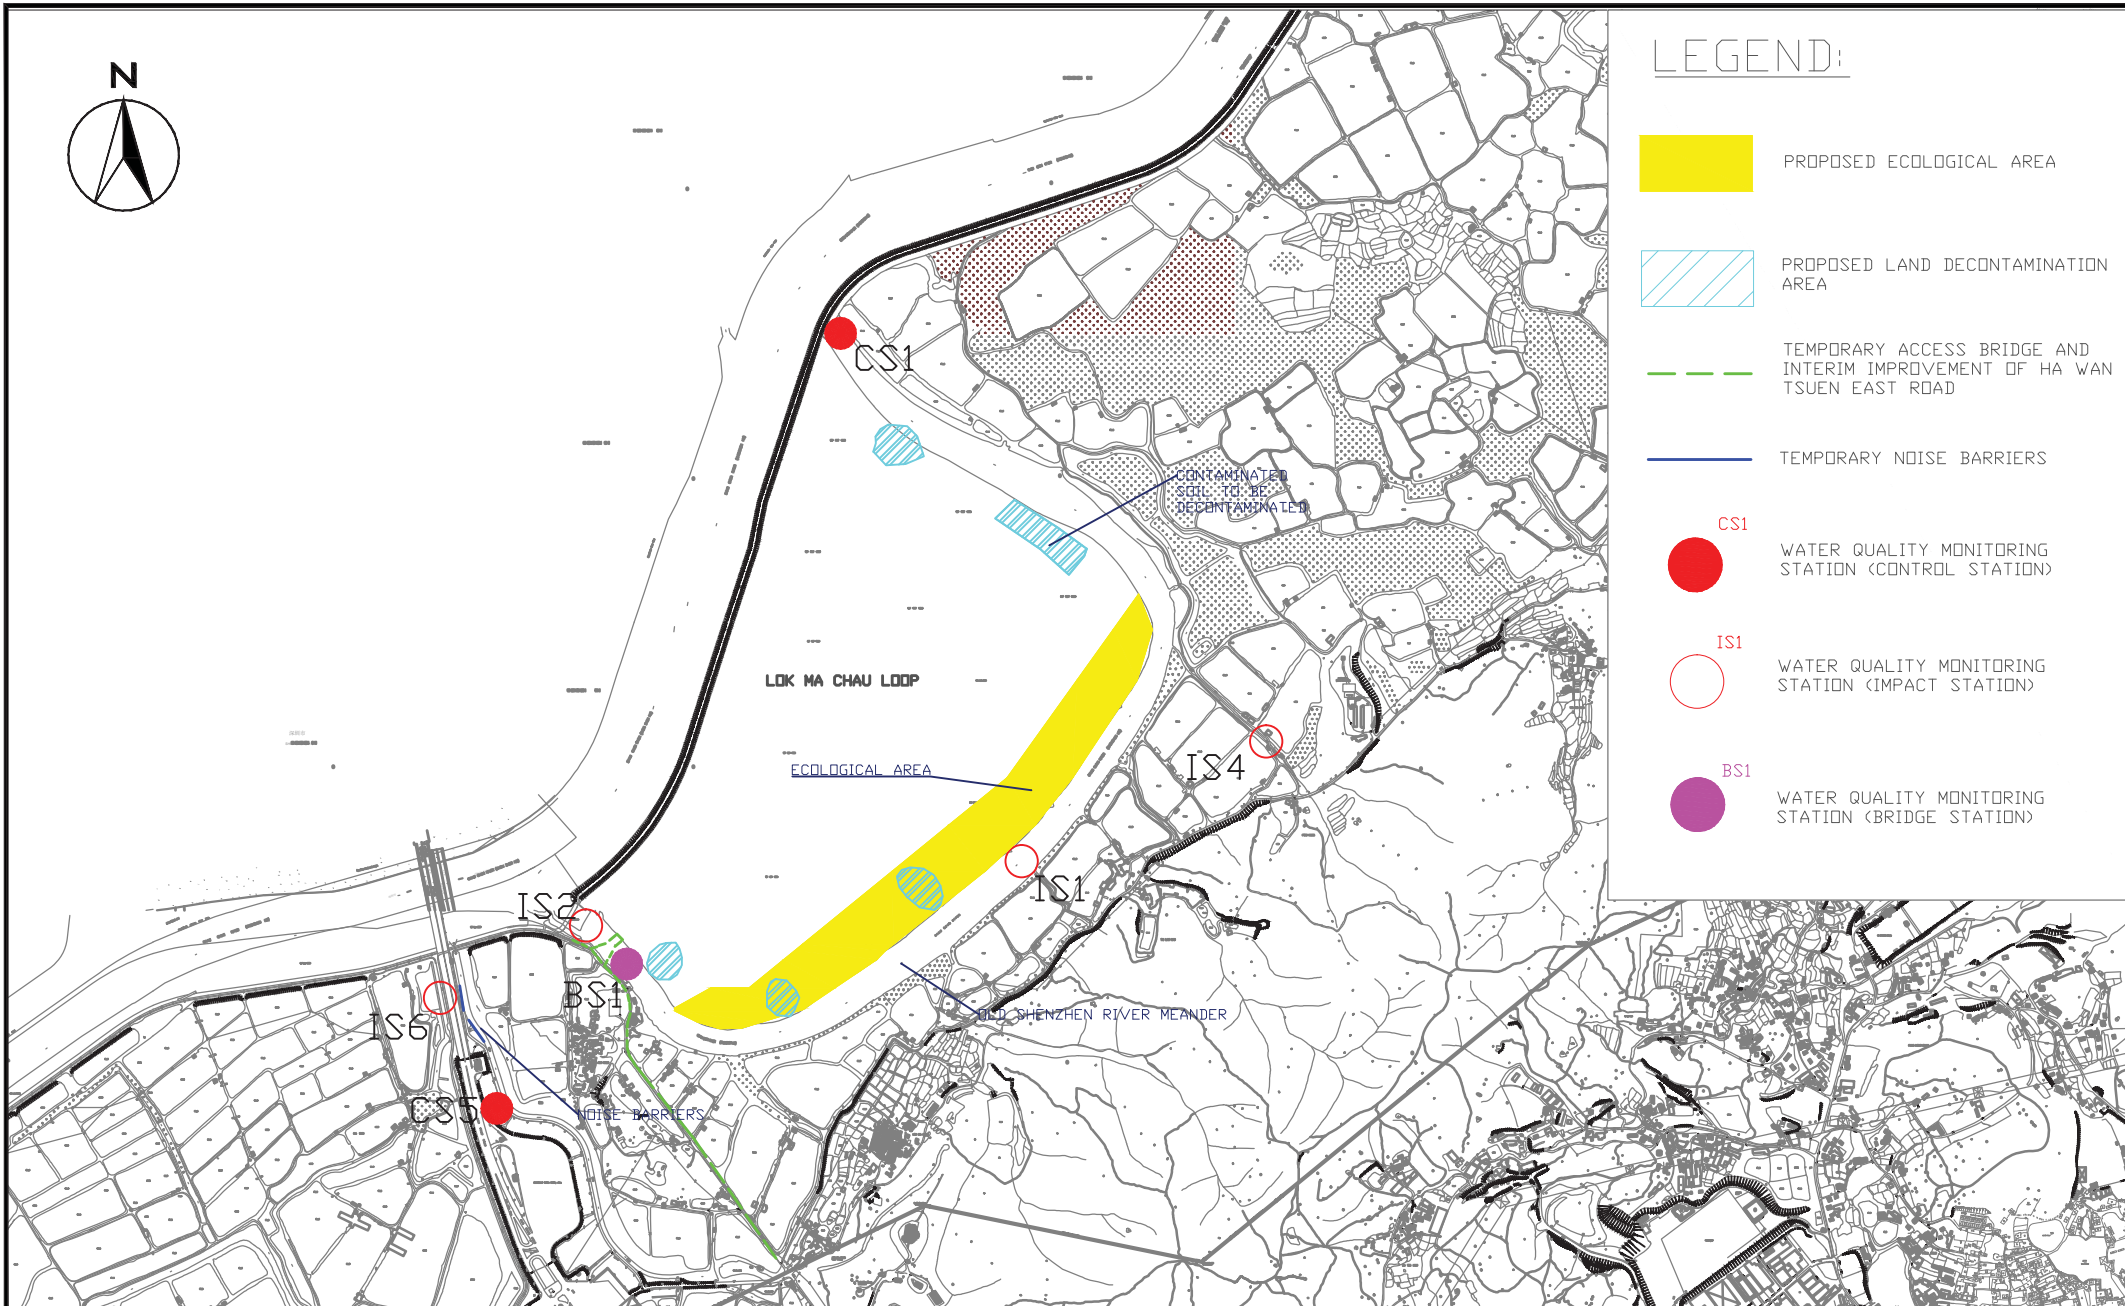 N
LEGEND:
PROPOSED ECOLOGICAL AREA
PROPOSED LAND DECONTAMINATION
AREA
TEMPORARY ACCESS BRIDGE AND
INTERIM IMPROVEMENT OF HA WAN
TSUEN EAST ROAD
TEMPORARY NOISE BARRIERS
CS1
WATER QUALITY MONITORING
STATION (CONTROL STATION)
IS1
WATER QUALITY MONITORING
STATION (IMPACT STATION)
BS1
WATER QUALITY MONITORING
STATION (BRIDGE STATION)
CS1
CONTAMINATED
SOIL TO BE
DECONTAMINATED
LOK MA CHAU LOOP
ECOLOGICAL AREA
IS4
IS1
IS2
BS1
IS6
OLD SHENZHEN RIVER MEANDER
CS5
NOISE BARRIERS